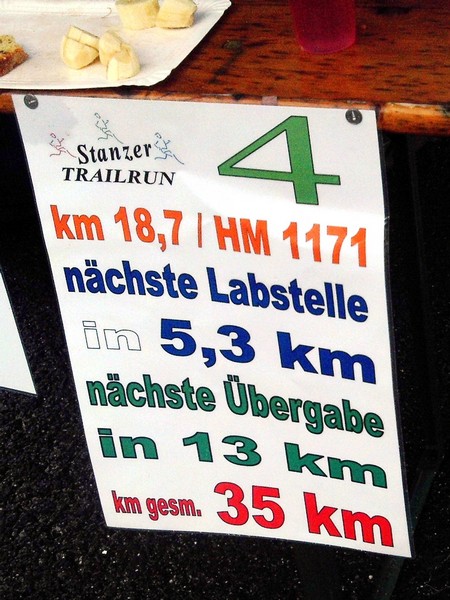 Stanzer
TRAILRUN
4
km 18,7 / HM 1171
nächste Labstelle
in 5,3 km
nächste Übergabe
in 13 km
km gesm. 35 km